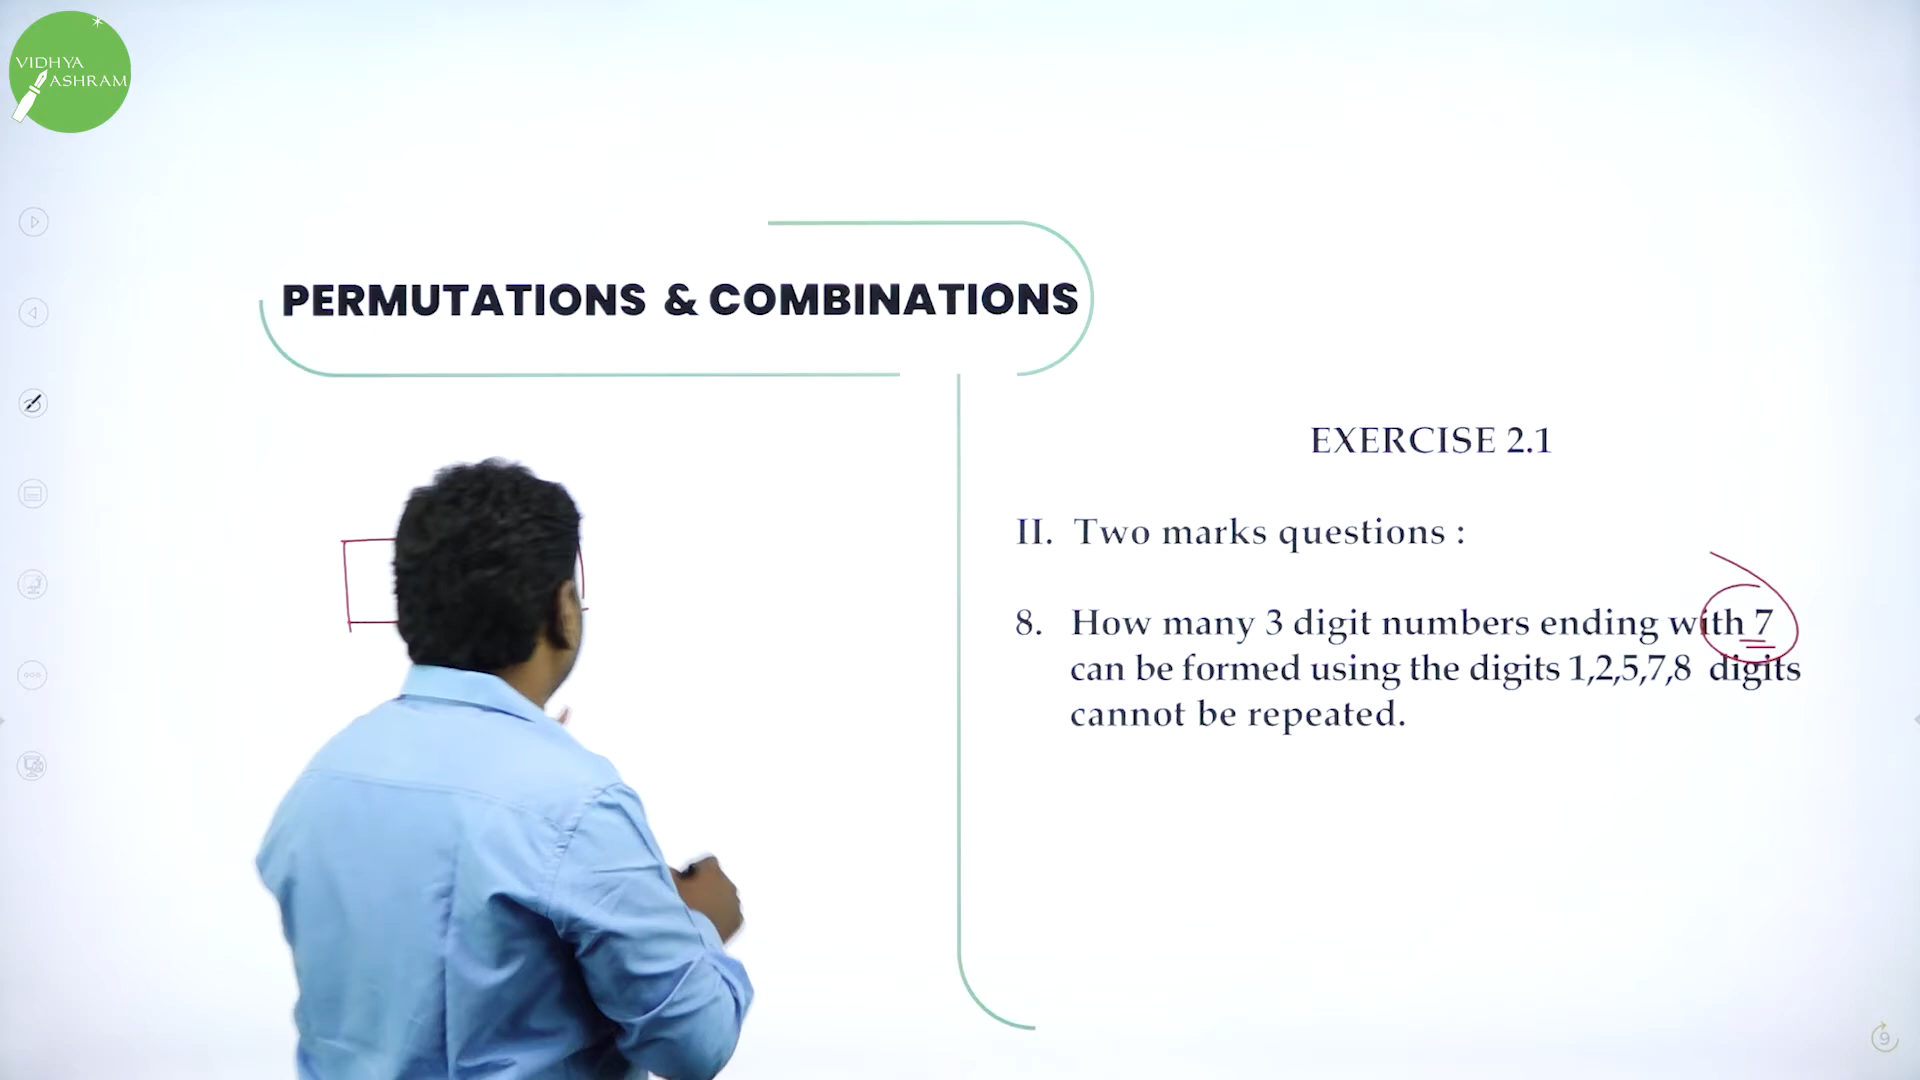 VIDHYA
ASHRAM
PERMUTATIONS & COMBINATIONS
EXERCISE 2.1
II. Two marks questions :
8. How many 3 digit numbers ending with 7
can be formed using the digits 1,2,5,7,8 digits
cannot be repeated.
9